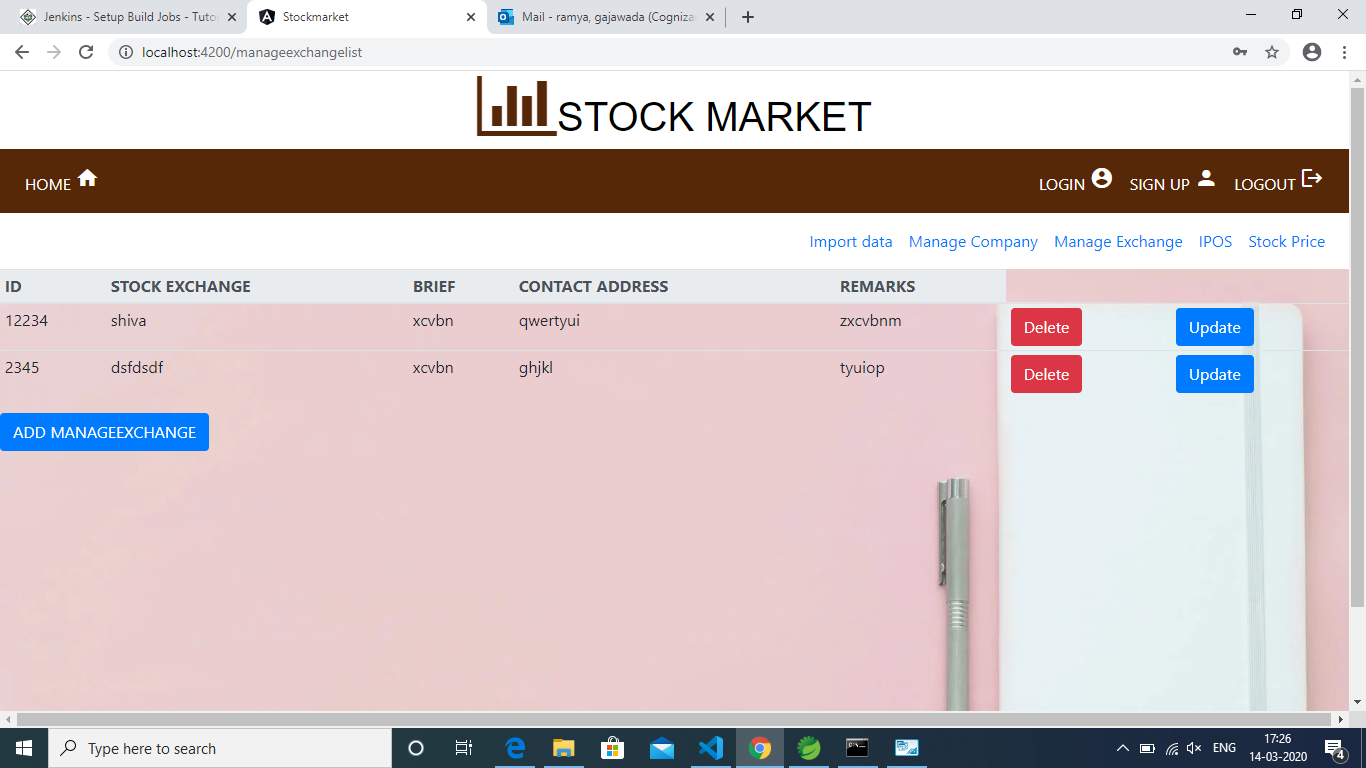 Jenkins - Setup Build Jobs - Tutor
Stockmarket
Mail - ramya, gajawada (Cognizan
localhost:4200/manageexchangelist
STOCK MARKET
HOME LOGIN SIGN UP LOGOUT
Import data Manage Company Manage Exchange IPOS Stock Price
ID STOCK EXCHANGE BRIEF CONTACT ADDRESS REMARKS
12234 shiva xcvbn qwertyui zxcvbnm Delete Update
2345 dsfdsdf xcvbn ghjkl tyuiop Delete Update
ADD MANAGEEXCHANGE
Type here to search
ENG
17:26
14-03-2020
4